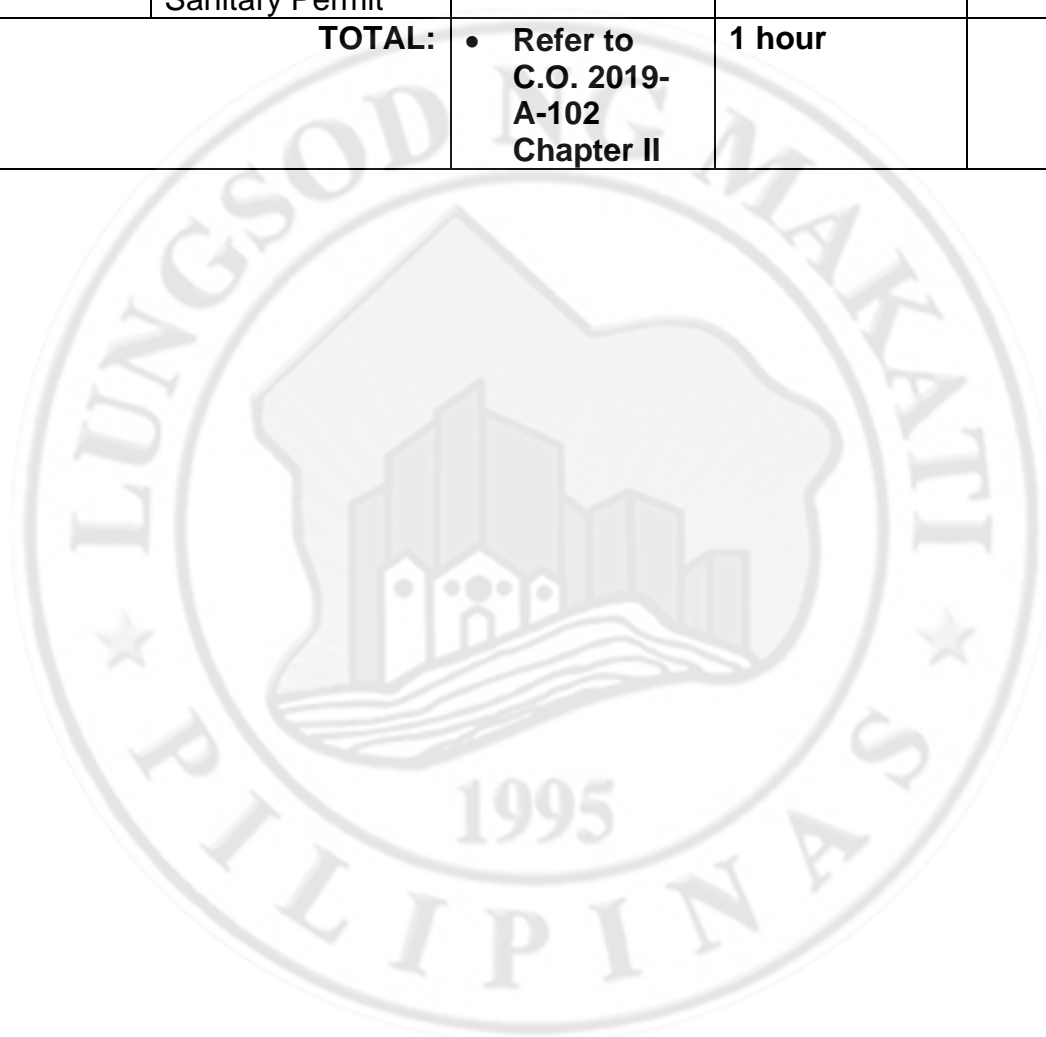 Sanitary Permit
TOTAL: • Refer to 1 hour
C.O. 2019-
A-102
Chapter II
LUNGSOD NG MAKATI
1995
PILIPINAS